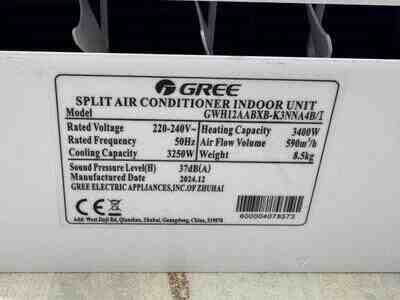 GREE
SPLIT AIR CONDITIONER INDOOR UNIT
Model GWH12AABXB-K3NNA4B/I
Rated Voltage 220-240V~ Heating Capacity 3400W
Rated Frequency 50Hz Air Flow Volume 590m³/h
Cooling Capacity 3250W Weight 8.5kg
Sound Pressure Level(H) 37dB(A)
Manufactured Date 2024.12
GREE ELECTRIC APPLIANCES,INC.OF ZHUHAI
CE
Add: West Jinji Rd, Qianshan, Zhuhai, Guangdong, China, 519070
600004078573